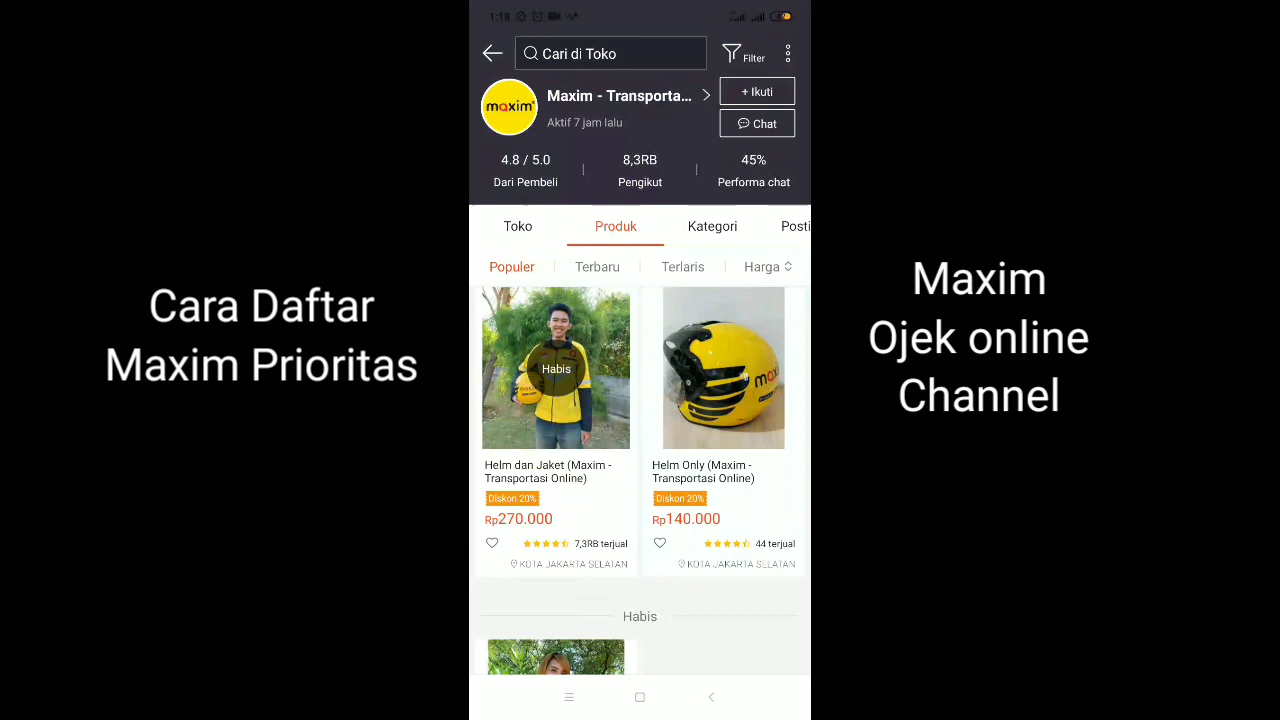 1:18
Cari di Toko
Filter
maxim
Maxim - Transporta...
Aktif 7 jam lalu
+ Ikuti
Chat
4.8 / 5.0
8,3RB
45%
Dari Pembeli
Pengikut
Performa chat
Toko
Produk
Kategori
Posti
Populer
Terbaru
Terlaris
Harga
Habis
maxi
Helm dan Jaket (Maxim -
Transportasi Online)
Diskon 20%
Rp270.000
7,3RB terjual
KOTA JAKARTA SELATAN
Helm Only (Maxim -
Transportasi Online)
Diskon 20%
Rp140.000
44 terjual
KOTA JAKARTA SELATAN
Habis
Cara Daftar
Maxim Prioritas
Maxim
Ojek online
Channel